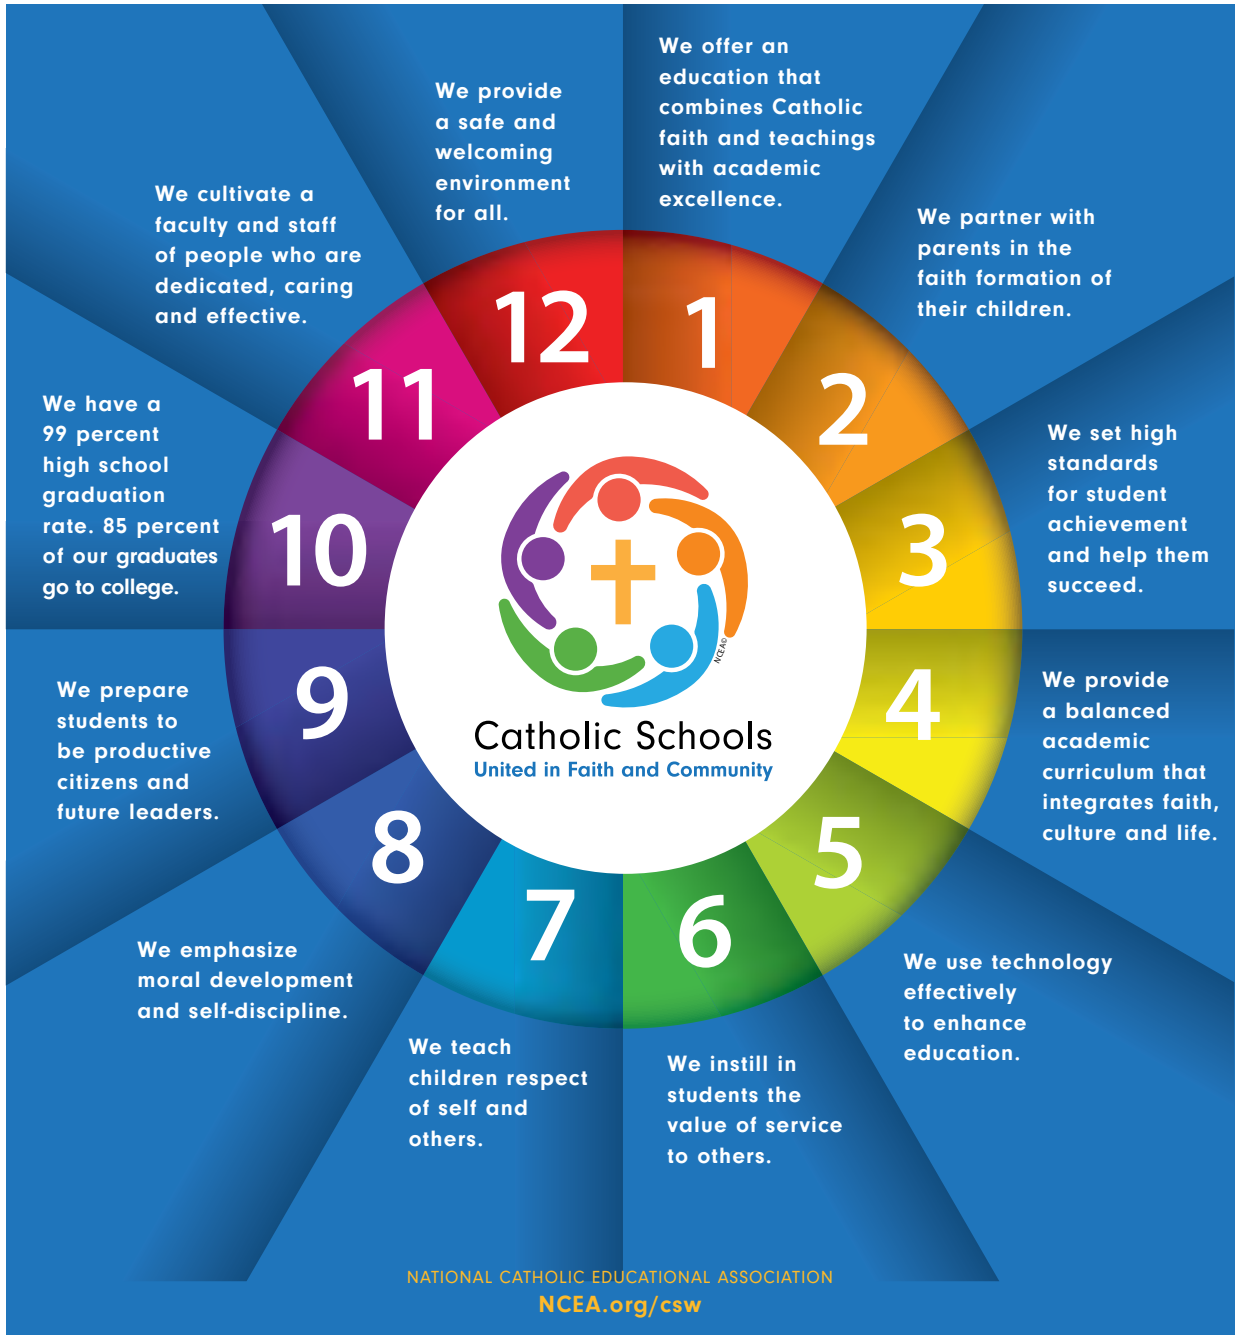 1
We offer an
education that
combines Catholic
faith and teachings
with academic
excellence.
2
We partner with
parents in the
faith formation of
their children.
3
We set high
standards
for student
achievement
and help them
succeed.
4
We provide
a balanced
academic
curriculum that
integrates faith,
culture and life.
5
We use technology
effectively
to enhance
education.
6
We instill in
students the
value of service
to others.
7
We teach
children respect
of self and
others.
8
We emphasize
moral development
and self-discipline.
9
We prepare
students to
be productive
citizens and
future leaders.
10
We have a
99 percent
high school
graduation
rate. 85 percent
of our graduates
go to college.
11
We cultivate a
faculty and staff
of people who are
dedicated, caring
and effective.
12
We provide
a safe and
welcoming
environment
for all.
NCEA©
Catholic Schools
United in Faith and Community
NATIONAL CATHOLIC EDUCATIONAL ASSOCIATION
NCEA.org/csw